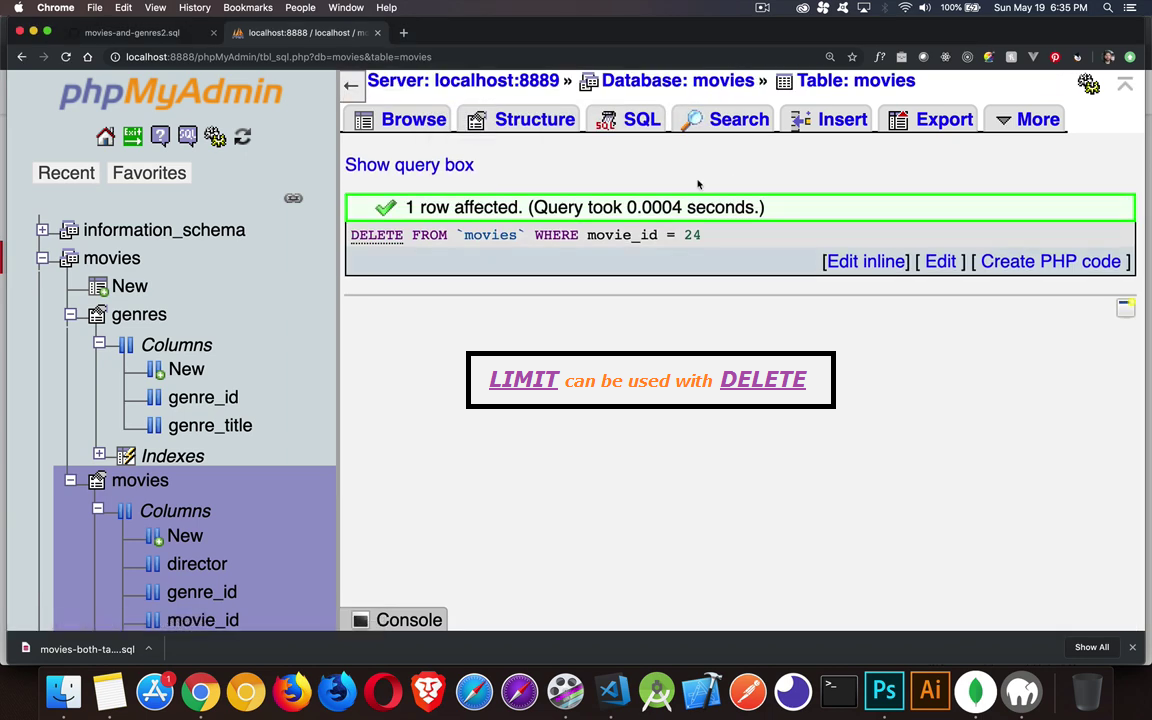 Chrome File Edit View History Bookmarks People Window Help 100% Sun May 19 6:35 PM
movies-and-genres2.sql × localhost:8888 / localhost / mo × +
localhost:8888/phpMyAdmin/tbl_sql.php?db=movies&table=movies
phpMyAdmin
Recent Favorites
information_schema
movies
New
genres
Columns
New
genre_id
genre_title
Indexes
movies
Columns
New
director
genre_id
movie_id
Server: localhost:8889 » Database: movies » Table: movies
Browse Structure SQL Search Insert Export More
Show query box
1 row affected. (Query took 0.0004 seconds.)
DELETE FROM `movies` WHERE movie_id = 24
[Edit inline] [ Edit ] [ Create PHP code ]
LIMIT can be used with DELETE
Console
movies-both-ta....sql Show All ×
Ps Ai